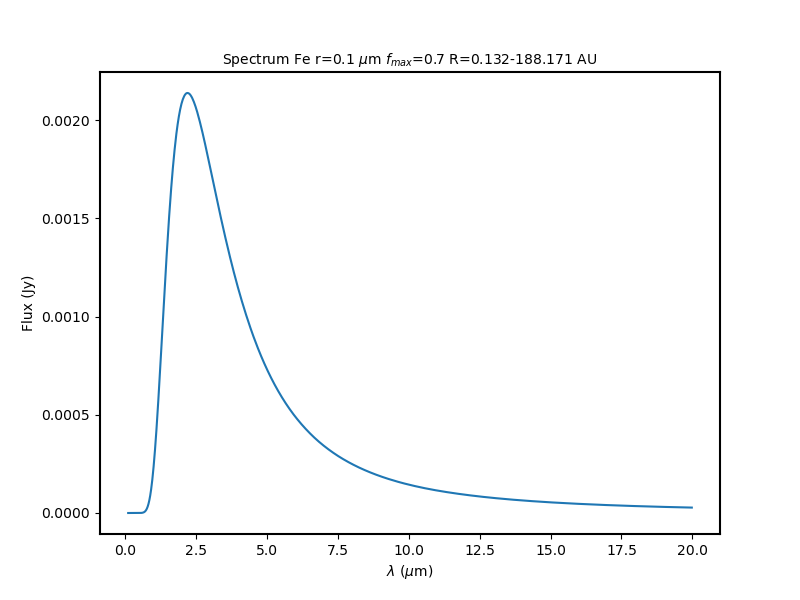 Spectrum Fe r=0.1 μm f_max=0.7 R=0.132-188.171 AU
0.0020
0.0015
0.0010
0.0005
0.0000
Flux (Jy)
0.0 2.5 5.0 7.5 10.0 12.5 15.0 17.5 20.0
λ (μm)